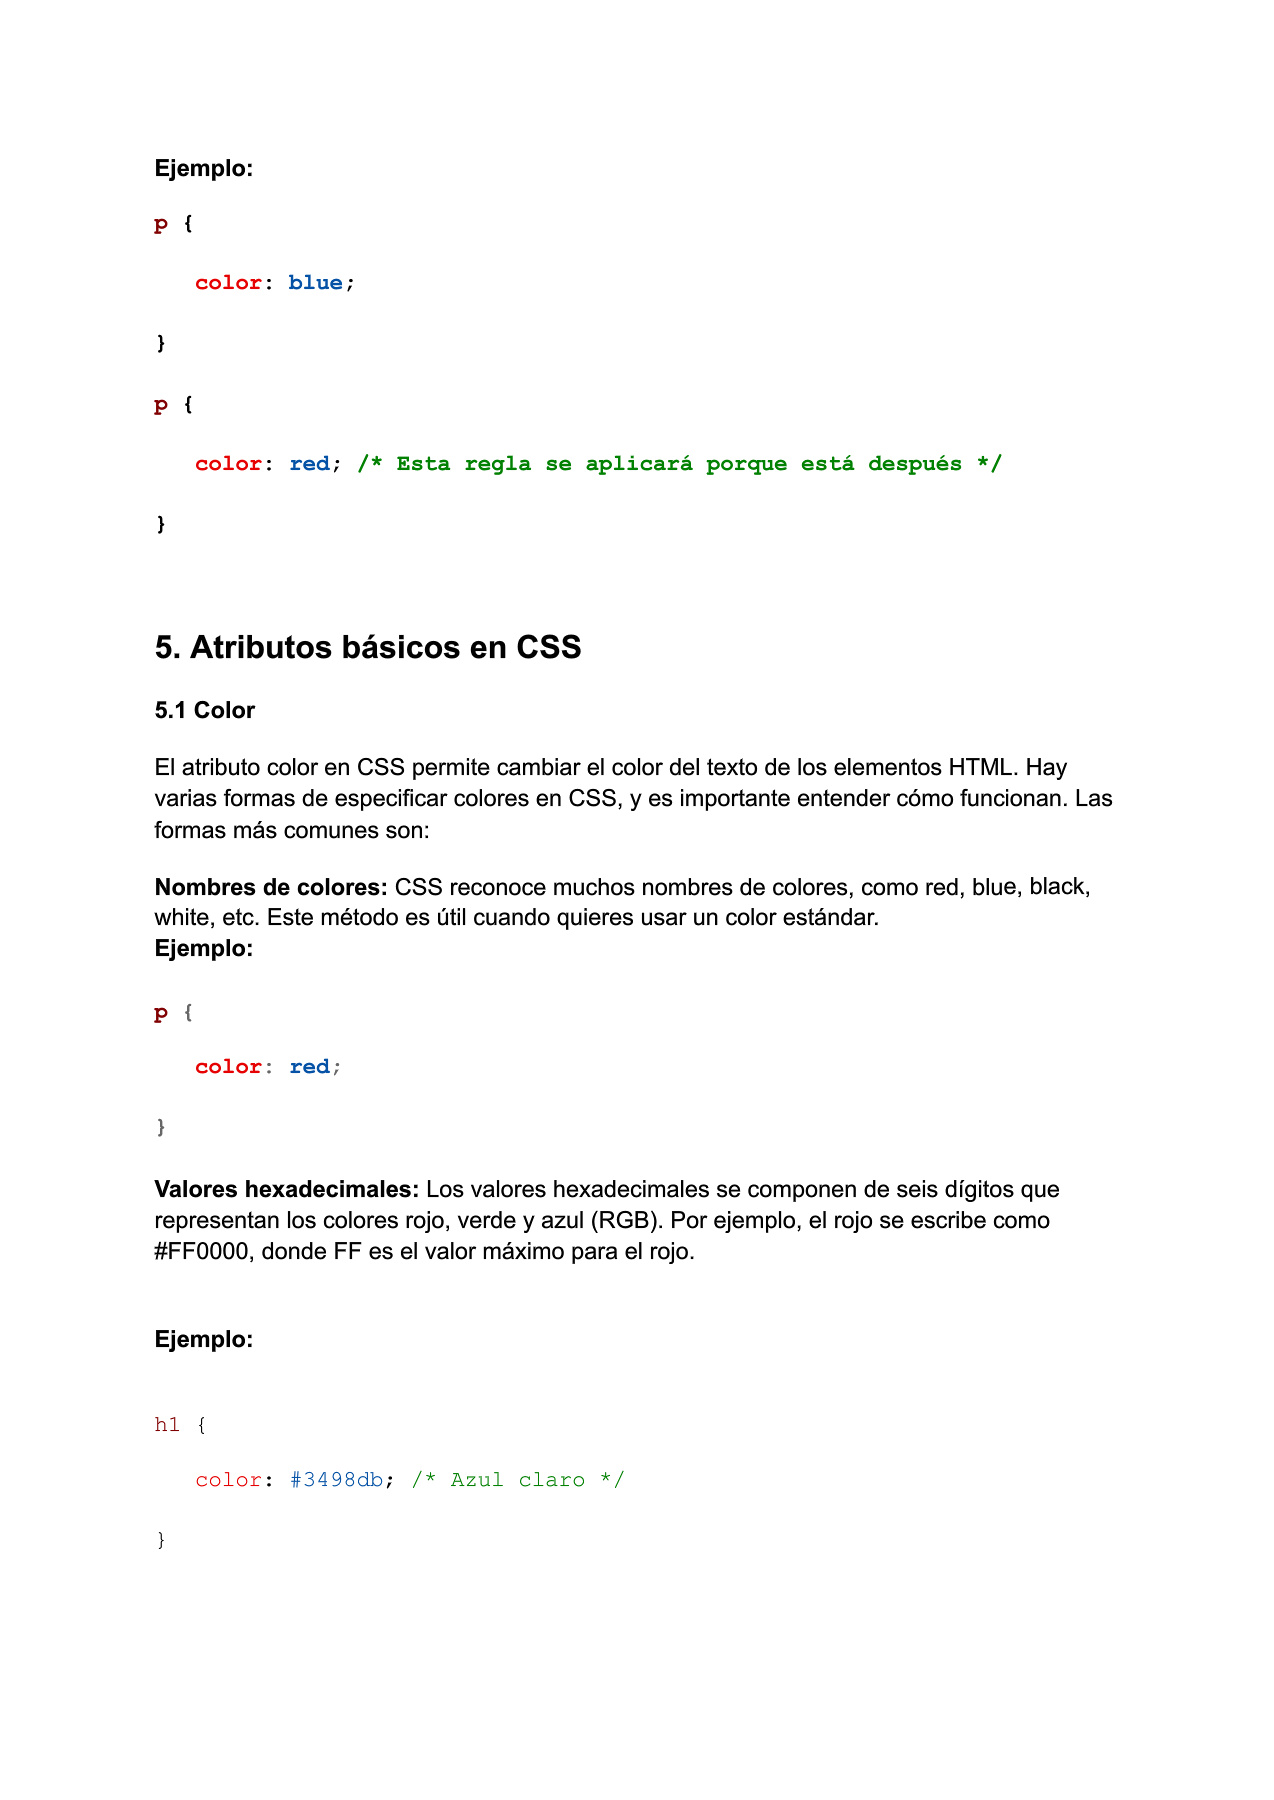 Ejemplo:
p {
color: blue;
}
p {
color: red; /* Esta regla se aplicará porque está después */
}
5. Atributos básicos en CSS
5.1 Color
El atributo color en CSS permite cambiar el color del texto de los elementos HTML. Hay
varias formas de especificar colores en CSS, y es importante entender cómo funcionan. Las
formas más comunes son:
Nombres de colores: CSS reconoce muchos nombres de colores, como red, blue, black,
white, etc. Este método es útil cuando quieres usar un color estándar.
Ejemplo:
p {
color: red;
}
Valores hexadecimales: Los valores hexadecimales se componen de seis dígitos que
representan los colores rojo, verde y azul (RGB). Por ejemplo, el rojo se escribe como
#FF0000, donde FF es el valor máximo para el rojo.
Ejemplo:
h1 {
color: #3498db; /* Azul claro */
}